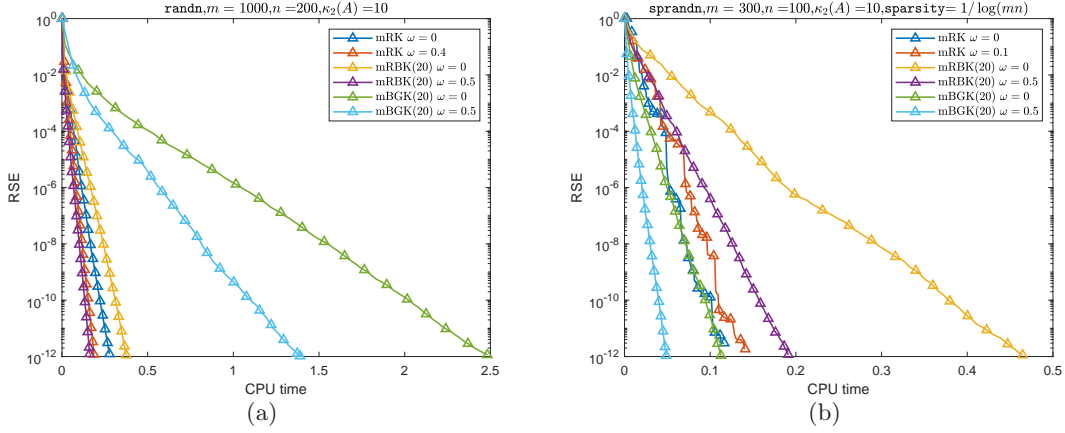 randn,m = 1000,n =200,κ₂(A) =10
mRK ω = 0
mRK ω = 0.4
mRBK(20) ω = 0
mRBK(20) ω = 0.5
mBGK(20) ω = 0
mBGK(20) ω = 0.5
RSE
10⁰
10⁻²
10⁻⁴
10⁻⁶
10⁻⁸
10⁻¹⁰
10⁻¹²
0 0.5 1 1.5 2 2.5
CPU time
(a)
sprandn,m = 300,n =100,κ₂(A) =10,sparsity= 1/ log(mn)
mRK ω = 0
mRK ω = 0.1
mRBK(20) ω = 0
mRBK(20) ω = 0.5
mBGK(20) ω = 0
mBGK(20) ω = 0.5
RSE
10⁰
10⁻²
10⁻⁴
10⁻⁶
10⁻⁸
10⁻¹⁰
10⁻¹²
0 0.1 0.2 0.3 0.4 0.5
CPU time
(b)